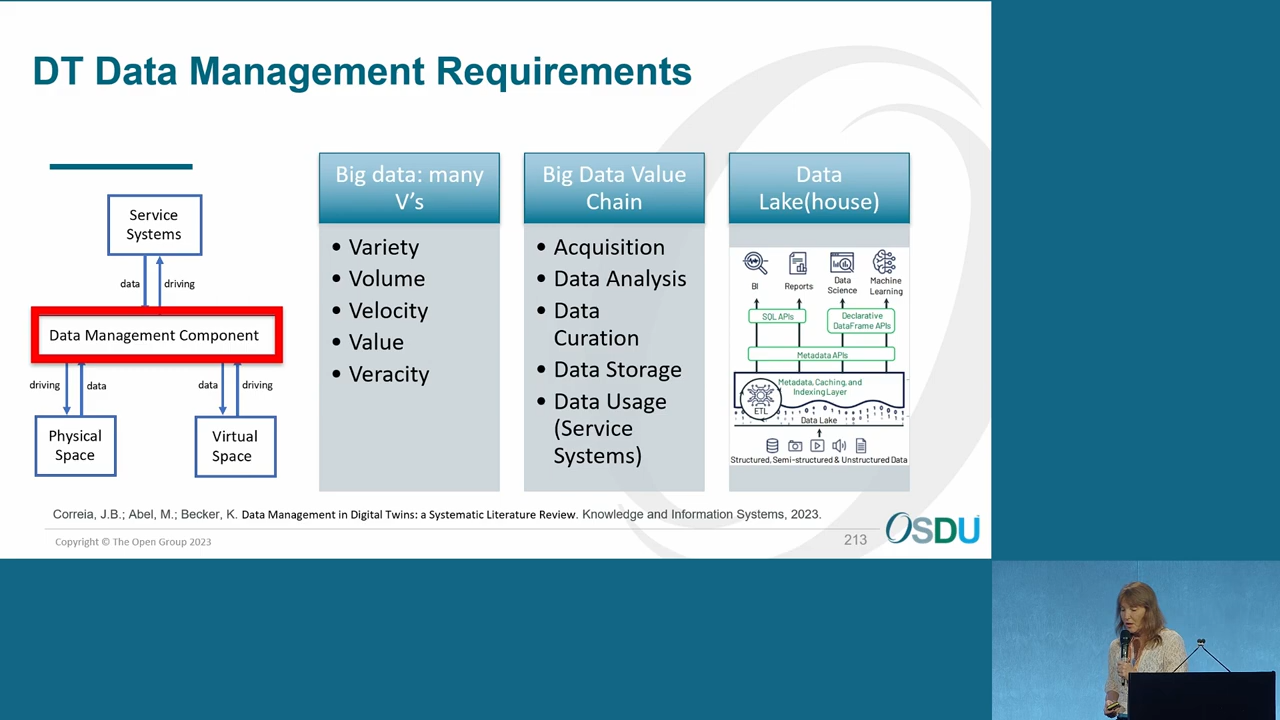 DT Data Management Requirements
Service
Systems
data
driving
Data Management Component
driving
data
data
driving
Physical
Space
Virtual
Space
Big data: many
V's
• Variety
• Volume
• Velocity
• Value
• Veracity
Big Data Value
Chain
• Acquisition
• Data Analysis
• Data
Curation
• Data Storage
• Data Usage
(Service
Systems)
Data
Lake(house)
BI
Reports
Data
Science
Machine
Learning
SQL APIs
Declarative
DataFrame APIs
Metadata APIs
Metadata, Caching, and
Indexing Layer
ETL
Data Lake
Structured, Semi-structured & Unstructured Data
Correia, J.B.; Abel, M.; Becker, K. Data Management in Digital Twins: a Systematic Literature Review. Knowledge and Information Systems, 2023.
Copyright © The Open Group 2023
213
OSDU